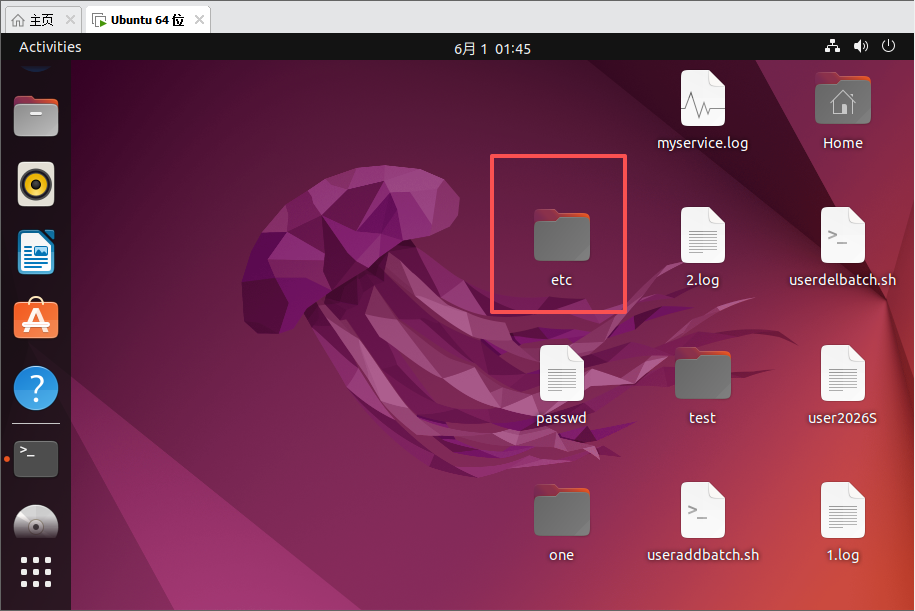 主页
Ubuntu 64 位
Activities
6月 1 01:45
myservice.log
Home
etc
2.log
userdelbatch.sh
passwd
test
user2026S
one
useraddbatch.sh
1.log